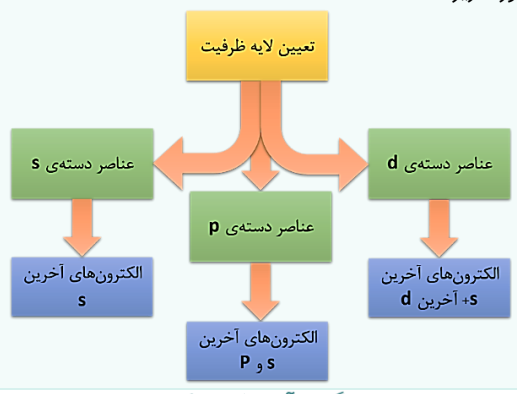 تعیین لایه ظرفیت
عناصر دسته‌ی d
عناصر دسته‌ی p
عناصر دسته‌ی s
الکترون‌های آخرین
s+ آخرین d
الکترون‌های آخرین
s و P
الکترون‌های آخرین
s